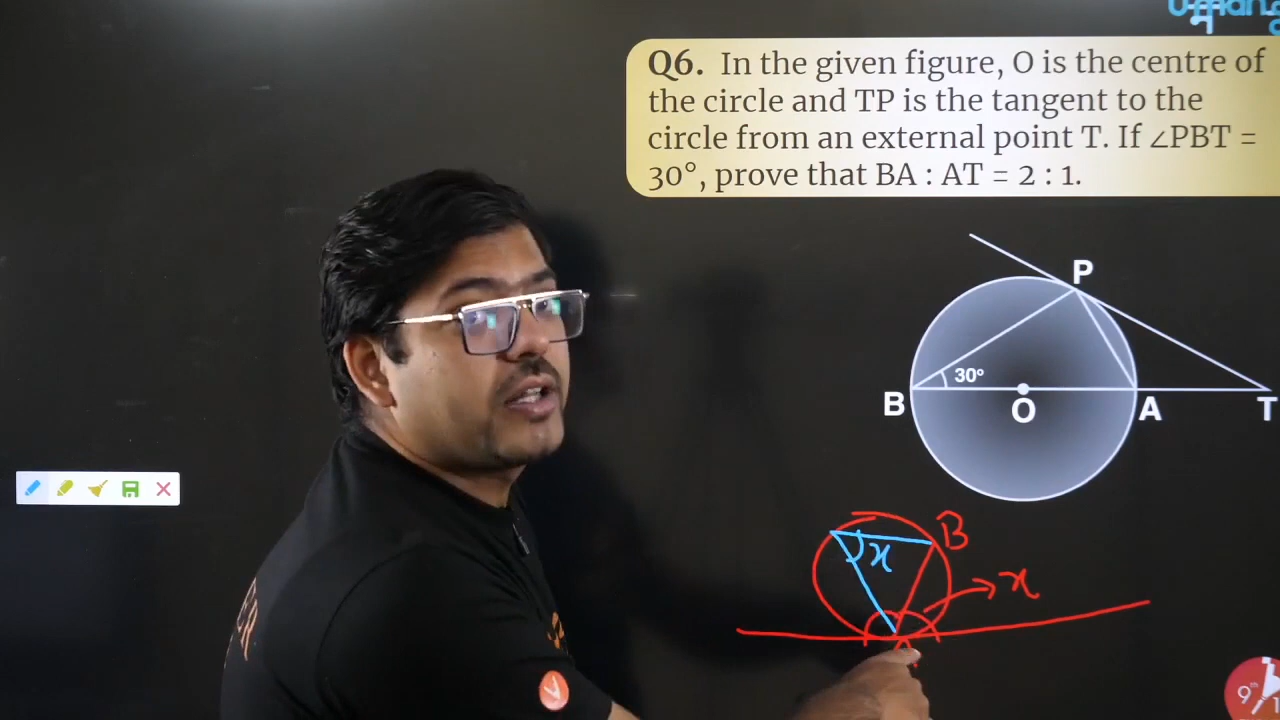 Q6. In the given figure, O is the centre of
the circle and TP is the tangent to the
circle from an external point T. If ∠PBT =
30°, prove that BA : AT = 2 : 1.
P
30°
B
O
A
T
B
x
x
9